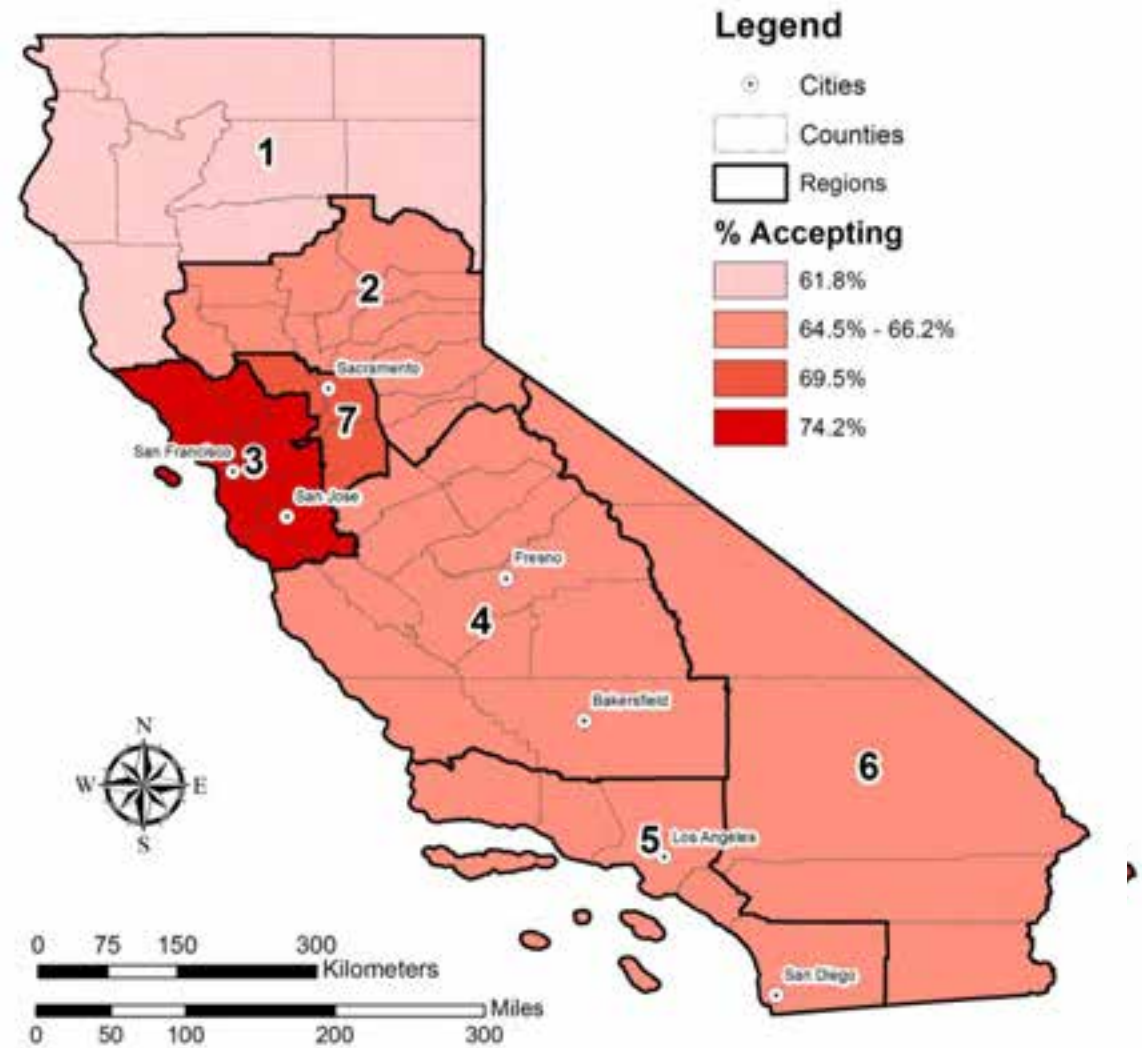 Legend
Cities
Counties
Regions
% Accepting
61.8%
64.5% - 66.2%
69.5%
74.2%
1
2
Sacramento
7
San Francisco
3
San Jose
Fresno
4
Bakersfield
6
5
Los Angeles
San Diego
N
W
E
S
0 75 150 300
Kilometers
Miles
0 50 100 200 300